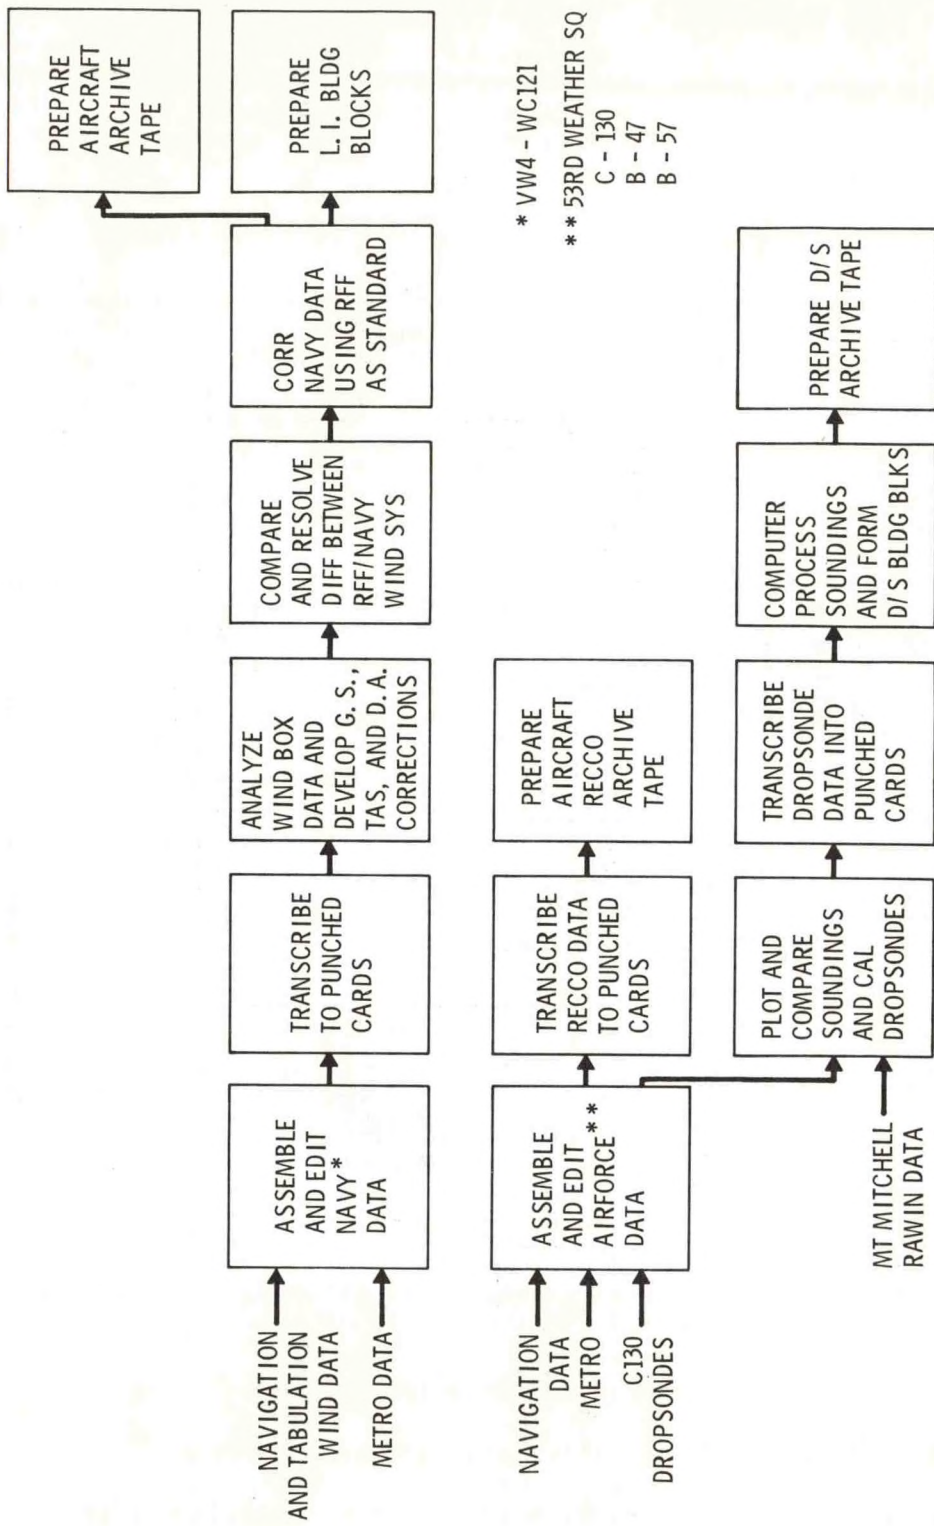 NAVIGATION
AND TABULATION
WIND DATA
METRO DATA
ASSEMBLE
AND EDIT
NAVY*
DATA
TRANSCRIBE
TO PUNCHED
CARDS
ANALYZE
WIND BOX
DATA AND
DEVELOP G.S.,
TAS, AND D.A.
CORRECTIONS
COMPARE
AND RESOLVE
DIFF BETWEEN
RFF/NAVY
WIND SYS
CORR
NAVY DATA
USING RFF
AS STANDARD
PREPARE
AIRCRAFT
ARCHIVE
TAPE
PREPARE
L.I. BLDG
BLOCKS
NAVIGATION
DATA
METRO
C130
DROPSONDES
ASSEMBLE
AND EDIT
AIRFORCE**
DATA
TRANSCRIBE
RECCO DATA
TO PUNCHED
CARDS
PREPARE
AIRCRAFT
RECCO
ARCHIVE
TAPE
* VW4 - WC121
** 53RD WEATHER SQ
C - 130
B - 47
B - 57
MT MITCHELL
RAWIN DATA
PLOT AND
COMPARE
SOUNDINGS
AND CAL
DROPSONDES
TRANSCRIBE
DROPSONDE
DATA INTO
PUNCHED
CARDS
COMPUTER
PROCESS
SOUNDINGS
AND FORM
D/S BLDG BLKS
PREPARE D/S
ARCHIVE TAPE